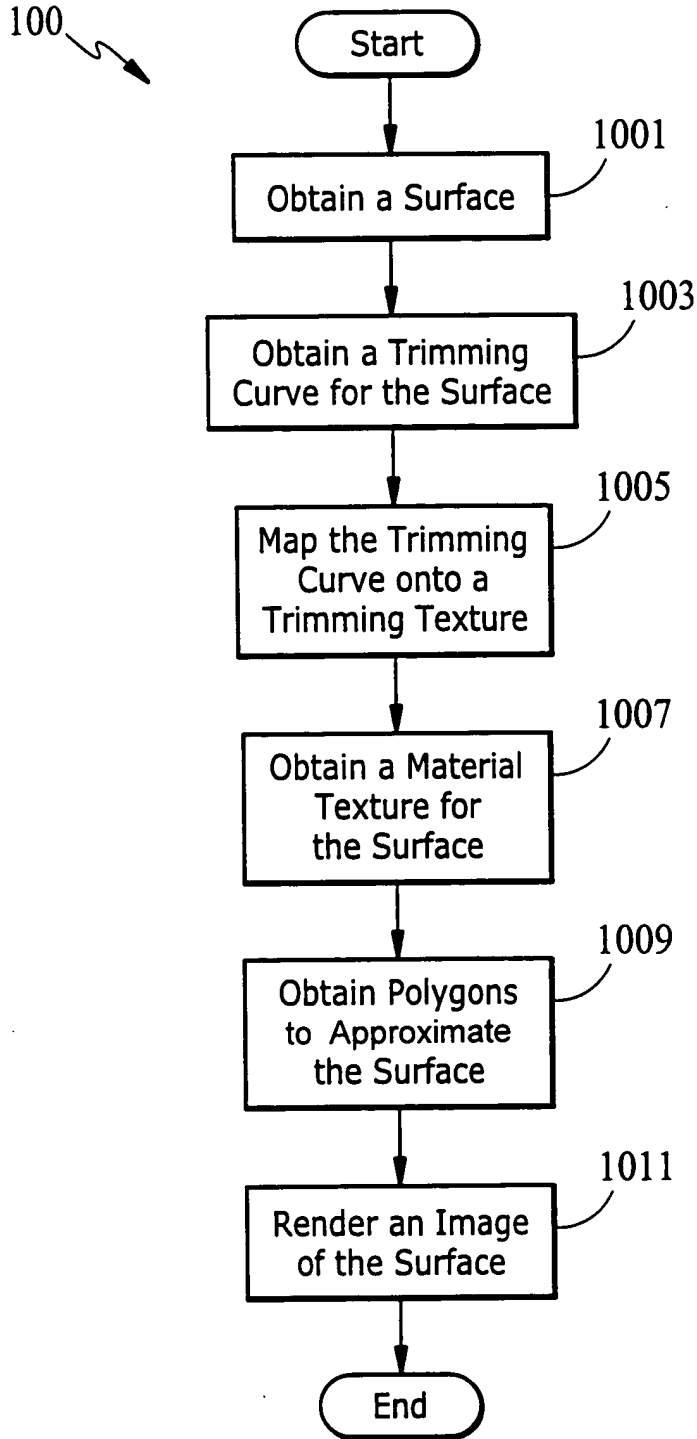 100
Start
1001
Obtain a Surface
1003
Obtain a Trimming
Curve for the Surface
1005
Map the Trimming
Curve onto a
Trimming Texture
1007
Obtain a Material
Texture for
the Surface
1009
Obtain Polygons
to Approximate
the Surface
1011
Render an Image
of the Surface
End